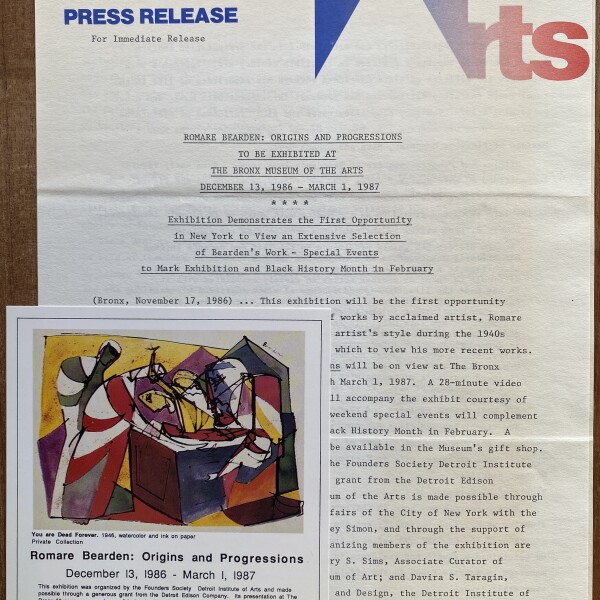 PRESS RELEASE
For Immediate Release
Arts
ROMARE BEARDEN: ORIGINS AND PROGRESSIONS
TO BE EXHIBITED AT
THE BRONX MUSEUM OF THE ARTS
DECEMBER 13, 1986 - MARCH 1, 1987
* * * *
Exhibition Demonstrates the First Opportunity
in New York to View an Extensive Selection
of Bearden's Work - Special Events
to Mark Exhibition and Black History Month in February
(Bronx, November 17, 1986) ... This exhibition will be the first opportunity
f works by acclaimed artist, Romare
artist's style during the 1940s
which to view his more recent works.
ns will be on view at The Bronx
h March 1, 1987. A 28-minute video
ll accompany the exhibit courtesy of
weekend special events will complement
ack History Month in February. A
be available in the Museum's gift shop.
he Founders Society Detroit Institute
grant from the Detroit Edison
um of the Arts is made possible through
fairs of the City of New York with the
ey Simon, and through the support of
anizing members of the exhibition are
ry S. Sims, Associate Curator of
um of Art; and Davira S. Taragin,
and Design, the Detroit Institute of
You are Dead Forever, 1946, watercolor and ink on paper
Private Collection
Romare Bearden: Origins and Progressions
December 13, 1986 - March 1, 1987
This exhibition was organized by the Founders Society Detroit Institute of Arts and made
possible through a generous grant from the Detroit Edison Company. Its presentation at The